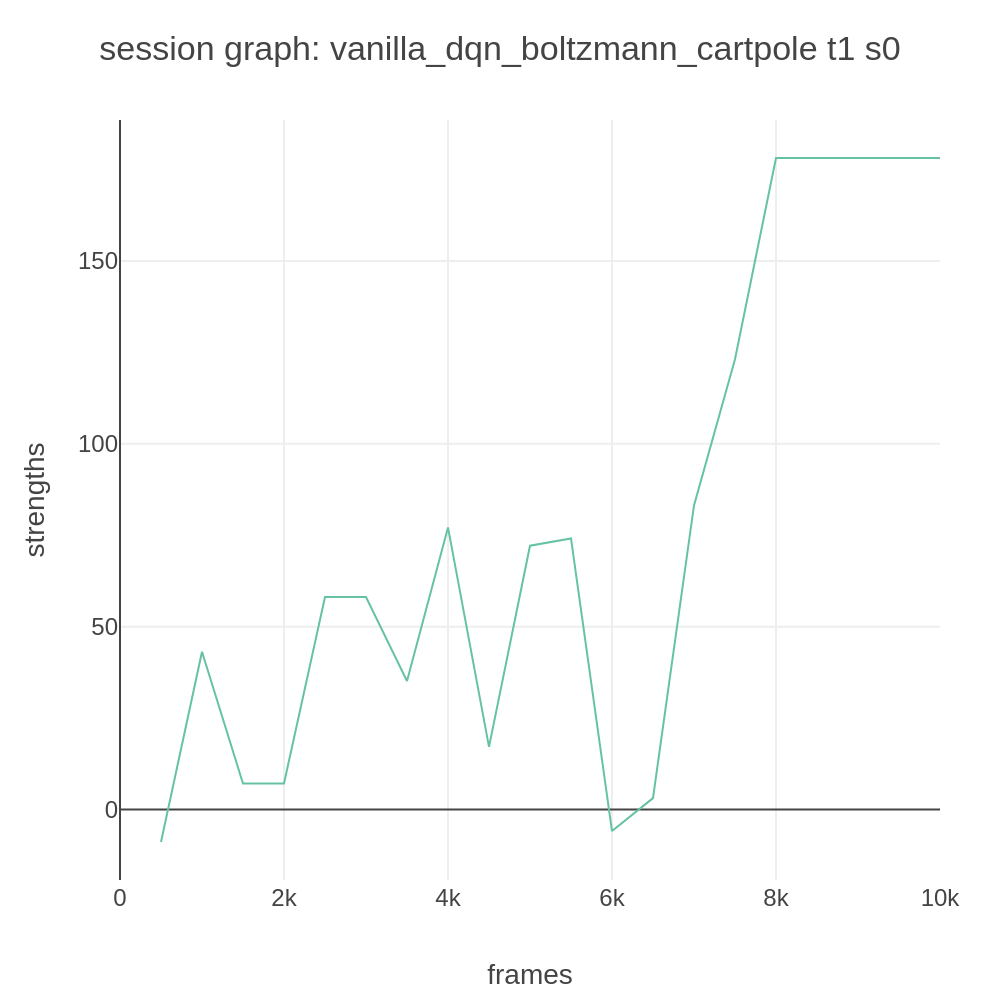 session graph: vanilla_dqn_boltzmann_cartpole t1 s0
strengths
150
100
50
0
0
2k
4k
6k
8k
10k
frames